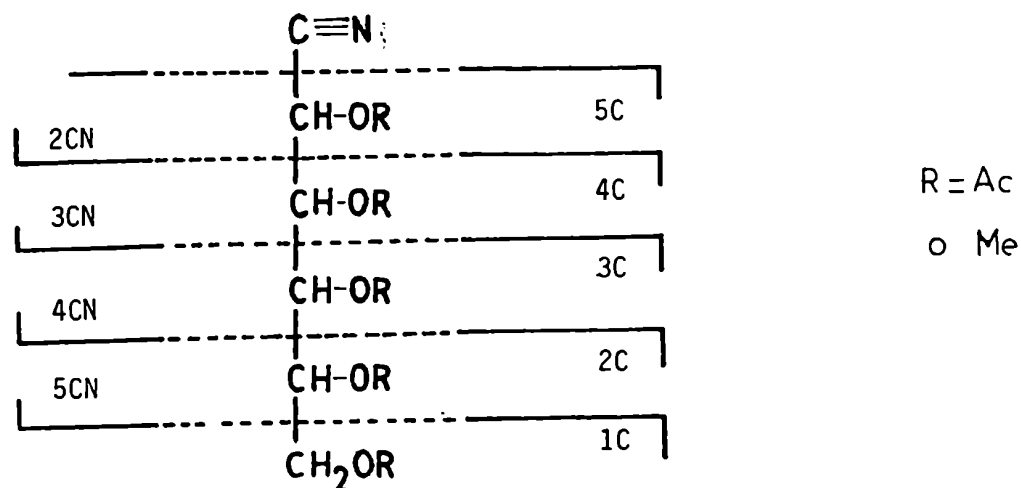 C≡N
CH-OR
5C
2CN
CH-OR
4C
R = Ac
3CN
o Me
3C
CH-OR
4CN
2C
CH-OR
5CN
1C
CH₂OR